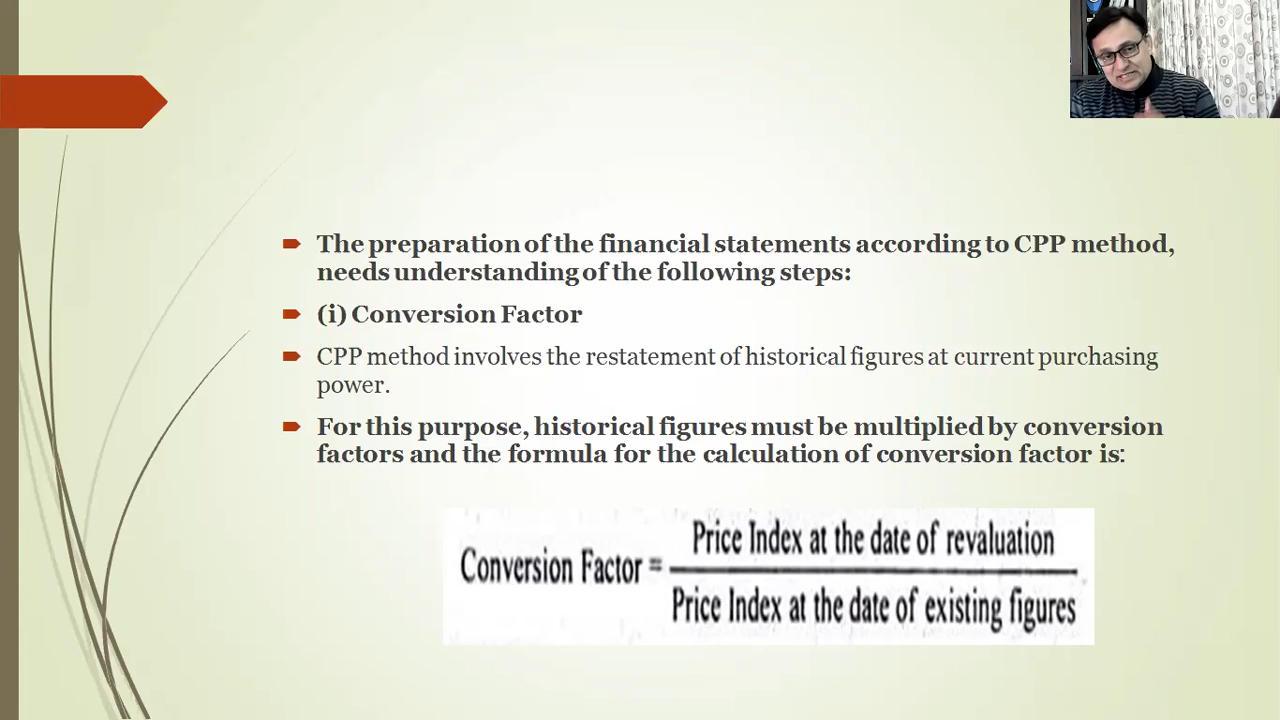 The preparation of the financial statements according to CPP method,
needs understanding of the following steps:
(i) Conversion Factor
CPP method involves the restatement of historical figures at current purchasing
power.
For this purpose, historical figures must be multiplied by conversion
factors and the formula for the calculation of conversion factor is:
Conversion Factor =
Price Index at the date of revaluation
Price Index at the date of existing figures